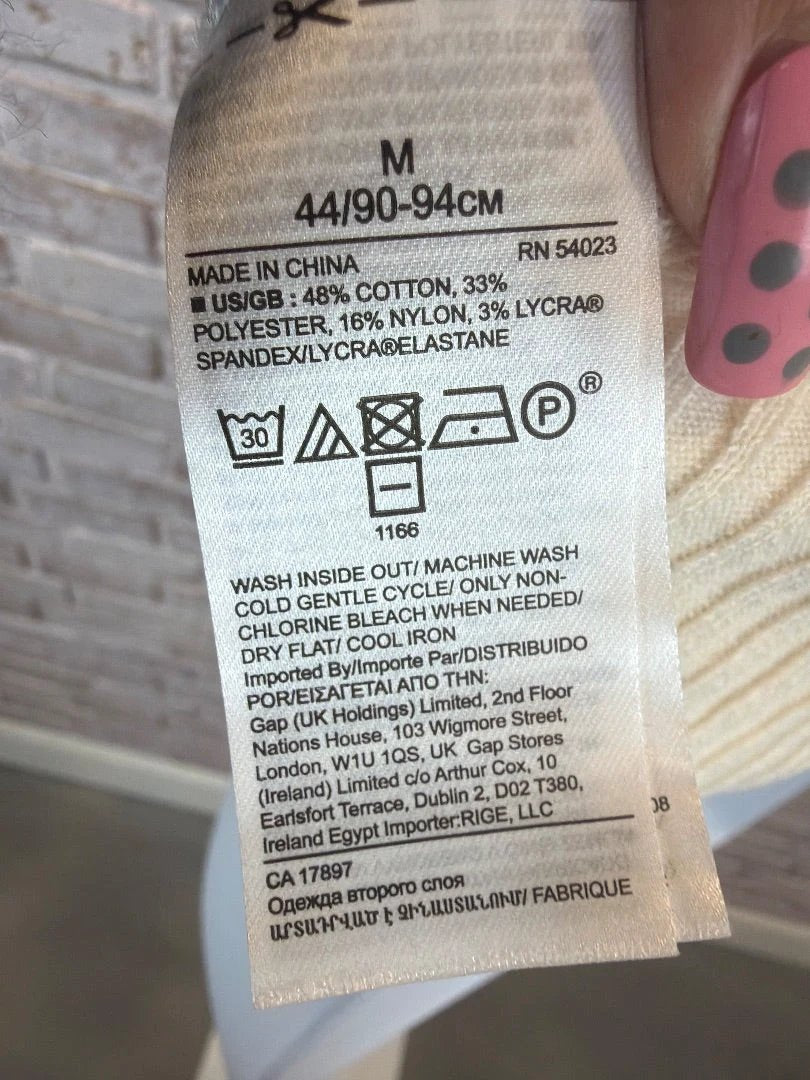 M
44/90-94CM
RN 54023
MADE IN CHINA
■ US/GB : 48% COTTON, 33%
POLYESTER, 16% NYLON, 3% LYCRA®
SPANDEX/LYCRA®ELASTANE
30
P
®
1166
WASH INSIDE OUT/ MACHINE WASH
COLD GENTLE CYCLE/ ONLY NON-
CHLORINE BLEACH WHEN NEEDED/
DRY FLAT/ COOL IRON
Imported By/Importe Par/DISTRIBUIDO
POR/ΕΙΣΑΓΕΤΑΙ ΑΠΟ ΤΗΝ:
Gap (UK Holdings) Limited, 2nd Floor
Nations House, 103 Wigmore Street,
London, W1U 1QS, UK Gap Stores
(Ireland) Limited c/o Arthur Cox, 10
Earlsfort Terrace, Dublin 2, D02 T380,
Ireland Egypt Importer:RIGE, LLC
CA 17897
Одежда второго слоя
ԱՐՏԱԴՐՎԱԾ Է ՉԻՆԱՍՏԱՆՈՒՄ/ FABRIQUE
08